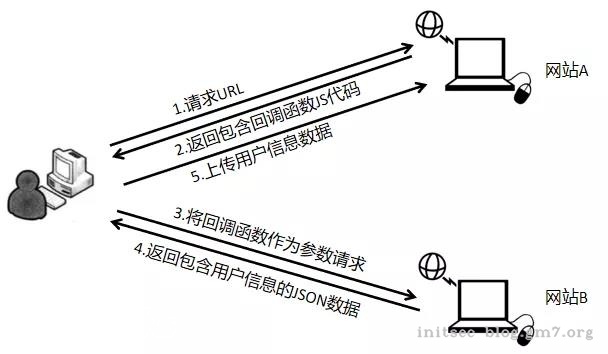 网站A
1.请求URL
2.返回包含回调函数JS代码
5.上传用户信息数据
3.将回调函数作为参数请求
4.返回包含用户信息的JSON数据
网站B
initsec-blog.gm7.org